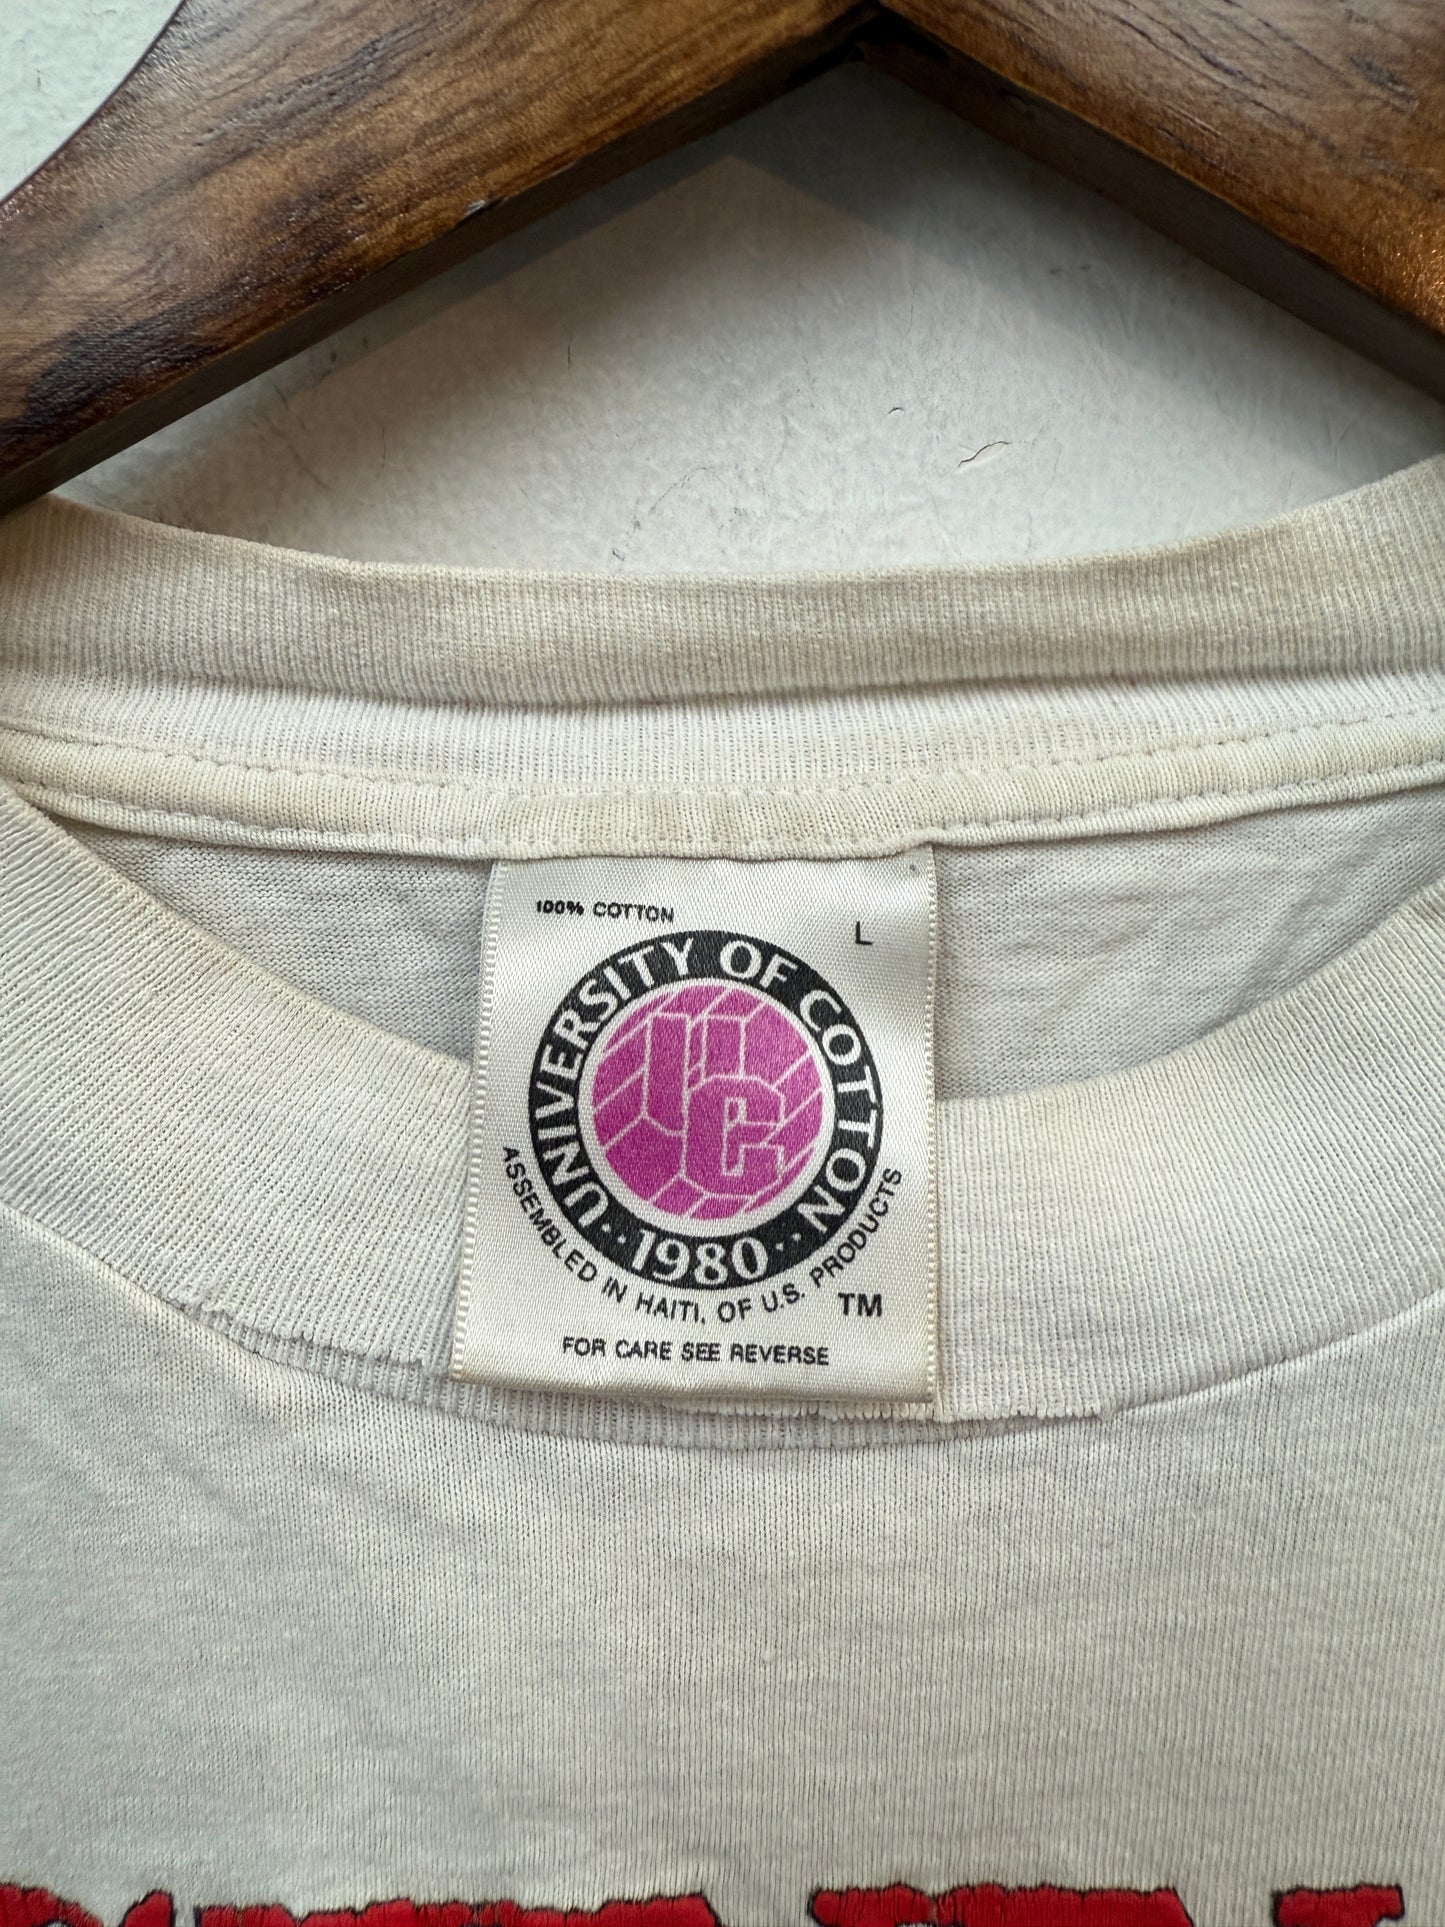 100% COTTON
L
UNIVERSITY OF COTTON
UC
··1980··
ASSEMBLED IN HAITI, OF U.S. PRODUCTS
TM
FOR CARE SEE REVERSE